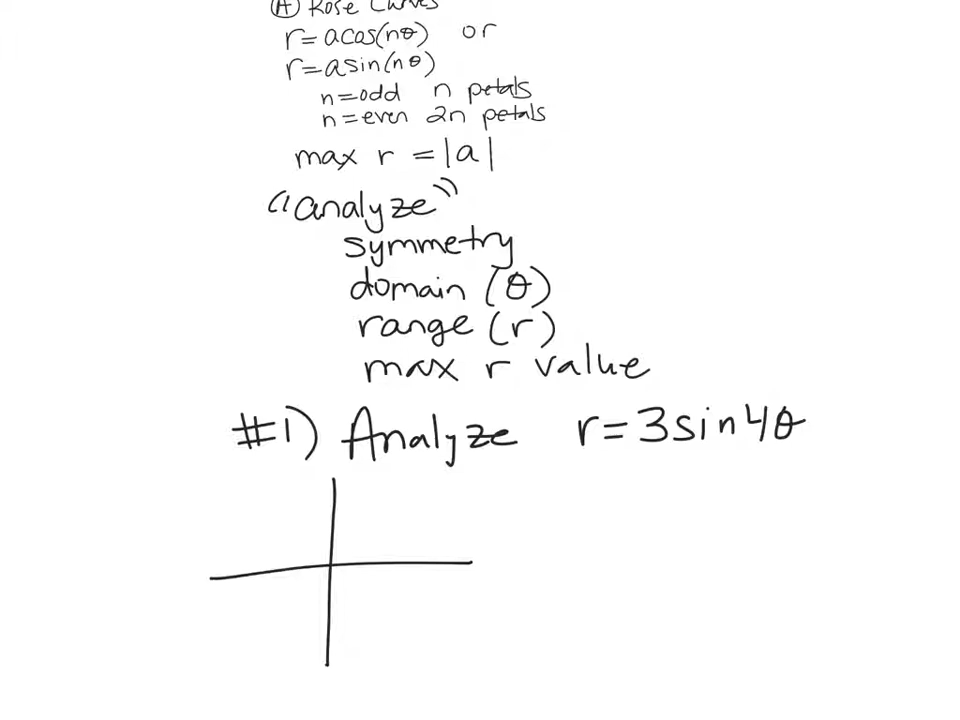 Ⓐ Rose Curves
r=acos(nθ) or
r=asin(nθ)
n=odd n petals
n=even 2n petals
max r =|a|
"analyze"
symmetry
domain (θ)
range (r)
max r value
#1) Analyze r=3sin4θ